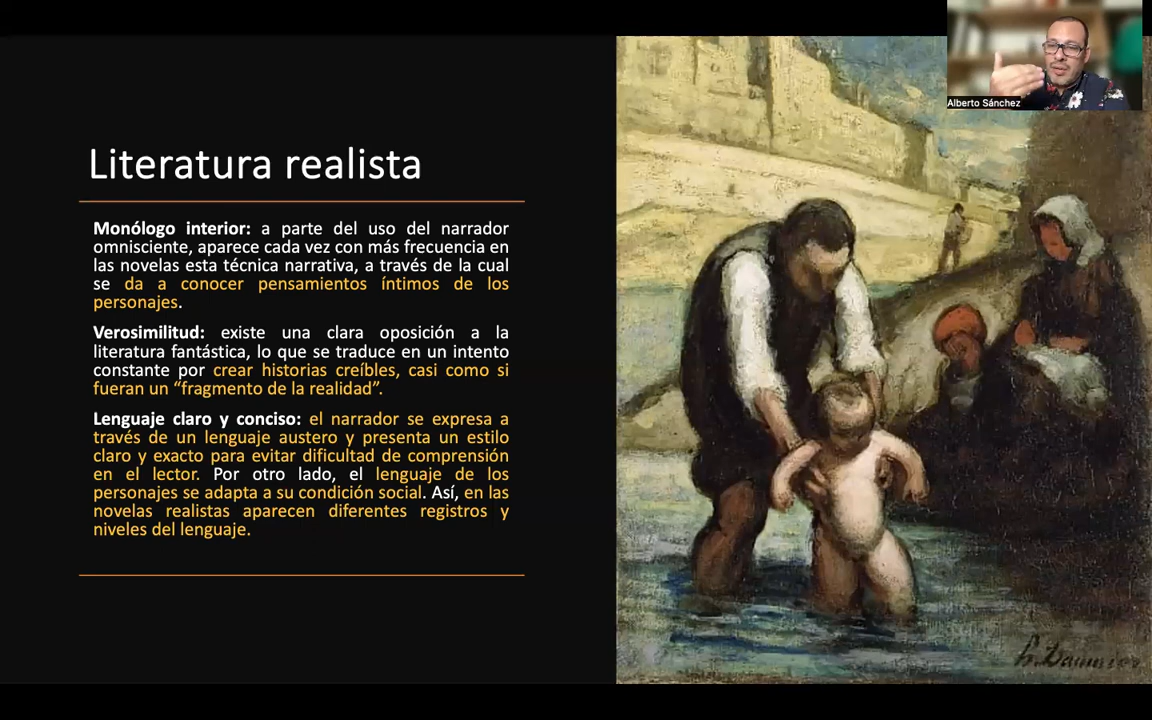 Alberto Sánchez
Literatura realista
Monólogo interior: a parte del uso del narrador
omnisciente, aparece cada vez con más frecuencia en
las novelas esta técnica narrativa, a través de la cual
se da a conocer pensamientos íntimos de los
personajes.
Verosimilitud: existe una clara oposición a la
literatura fantástica, lo que se traduce en un intento
constante por crear historias creíbles, casi como si
fueran un “fragmento de la realidad”.
Lenguaje claro y conciso: el narrador se expresa a
través de un lenguaje austero y presenta un estilo
claro y exacto para evitar dificultad de comprensión
en el lector. Por otro lado, el lenguaje de los
personajes se adapta a su condición social. Así, en las
novelas realistas aparecen diferentes registros y
niveles del lenguaje.
h. Daumier